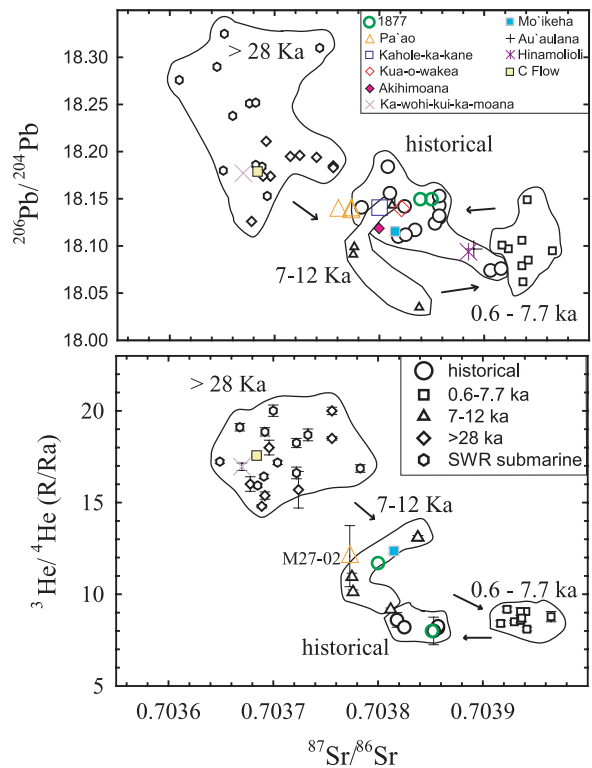 1877
Pa`ao
Kahole-ka-kane
Kua-o-wakea
Akihimoana
Ka-wohi-kui-ka-moana
Mo`ikeha
Au`aulana
Hinamolioli
C Flow
> 28 Ka
historical
7-12 Ka
0.6 - 7.7 ka
206Pb/ 204Pb
18.30
18.25
18.20
18.15
18.10
18.05
18.00
> 28 Ka
historical
0.6-7.7 ka
7-12 ka
>28 ka
SWR submarine
7-12 Ka
M27-02
0.6 - 7.7 ka
historical
3 He/ 4He (R/Ra)
20
15
10
5
0.7036
0.7037
0.7038
0.7039
87Sr/86Sr